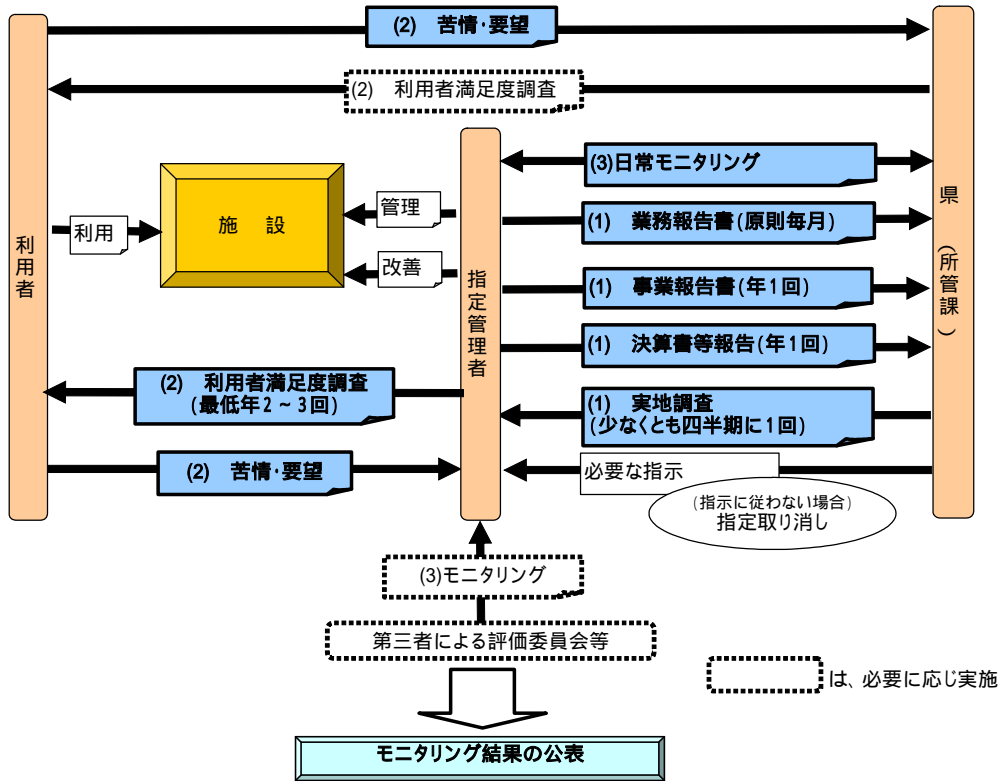 (2) 苦情･要望
(2) 利用者満足度調査
利用者
利用
施 設
管理
改善
指定管理者
(3)日常モニタリング
(1) 業務報告書(原則毎月)
(1) 事業報告書(年1回)
(1) 決算書等報告(年1回)
(1) 実地調査
(少なくとも四半期に1回)
県 (所管課)
(2) 利用者満足度調査
(最低年2～3回)
(2) 苦情･要望
必要な指示
(指示に従わない場合)
指定取り消し
(3)モニタリング
第三者による評価委員会等
は、必要に応じ実施
モニタリング結果の公表